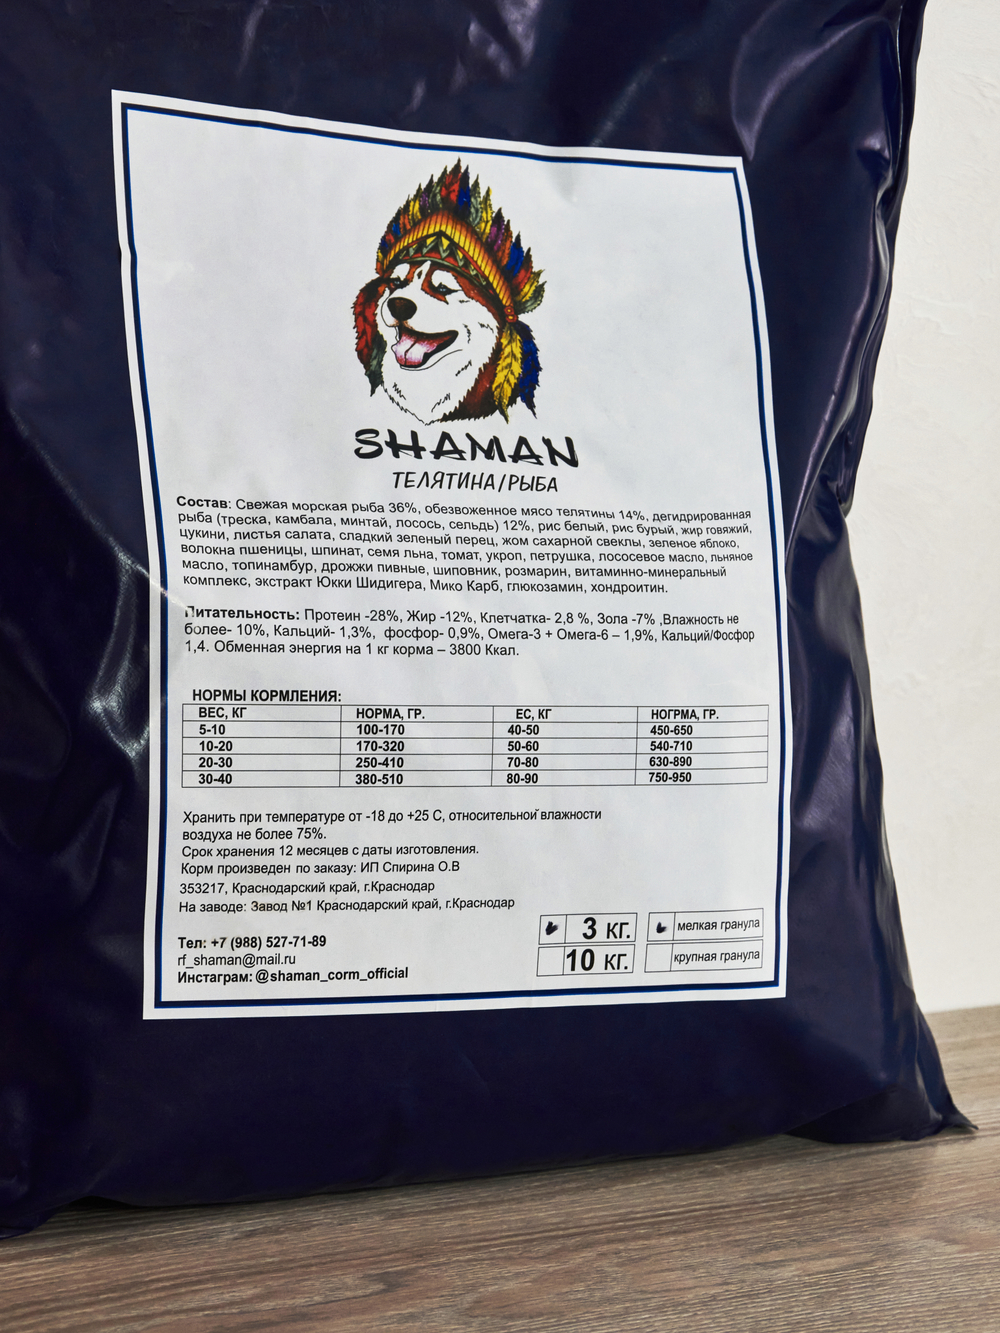 SHAMAN
ТЕЛЯТИНА/РЫБА
Состав: Свежая морская рыба 36%, обезвоженное мясо телятины 14%, дегидрированная
рыба (треска, камбала, минтай, лосось, сельдь) 12%, рис белый, рис бурый, жир говяжий,
цукини, листья салата, сладкий зеленый перец, жом сахарной свеклы, зеленое яблоко,
волокна пшеницы, шпинат, семя льна, томат, укроп, петрушка, лососевое масло, льняное
масло, топинамбур, дрожжи пивные, шиповник, розмарин, витаминно-минеральный
комплекс, экстракт Юкки Шидигера, Мико Карб, глюкозамин, хондроитин.
Питательность: Протеин -28%, Жир -12%, Клетчатка- 2,8 %, Зола -7% ,Влажность не
более- 10%, Кальций- 1,3%, фосфор- 0,9%, Омега-3 + Омега-6 – 1,9%, Кальций/Фосфор
1,4. Обменная энергия на 1 кг корма – 3800 Ккал.
НОРМЫ КОРМЛЕНИЯ:
ВЕС, КГ НОРМА, ГР. ЕС, КГ НОГРМА, ГР.
5-10 100-170 40-50 450-650
10-20 170-320 50-60 540-710
20-30 250-410 70-80 630-890
30-40 380-510 80-90 750-950
Хранить при температуре от -18 до +25 С, относительной влажности
воздуха не более 75%.
Срок хранения 12 месяцев с даты изготовления.
Корм произведен по заказу: ИП Спирина О.В
353217, Краснодарский край, г.Краснодар
На заводе: Завод №1 Краснодарский край, г.Краснодар
Тел: +7 (988) 527-71-89
rf_shaman@mail.ru
Инстаграм: @shaman_corm_official
3 КГ. мелкая гранула
10 КГ. крупная гранула